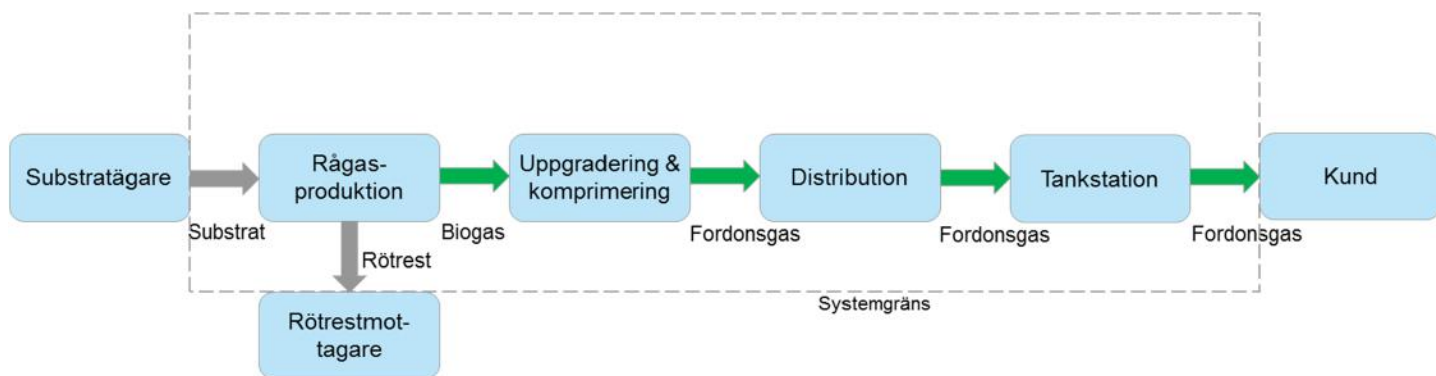 Substratägare
Rågas-
produktion
Uppgradering &
komprimering
Distribution
Tankstation
Kund
Substrat
Biogas
Fordonsgas
Fordonsgas
Fordonsgas
Rötrest
Systemgräns
Rötrestmot-
tagare